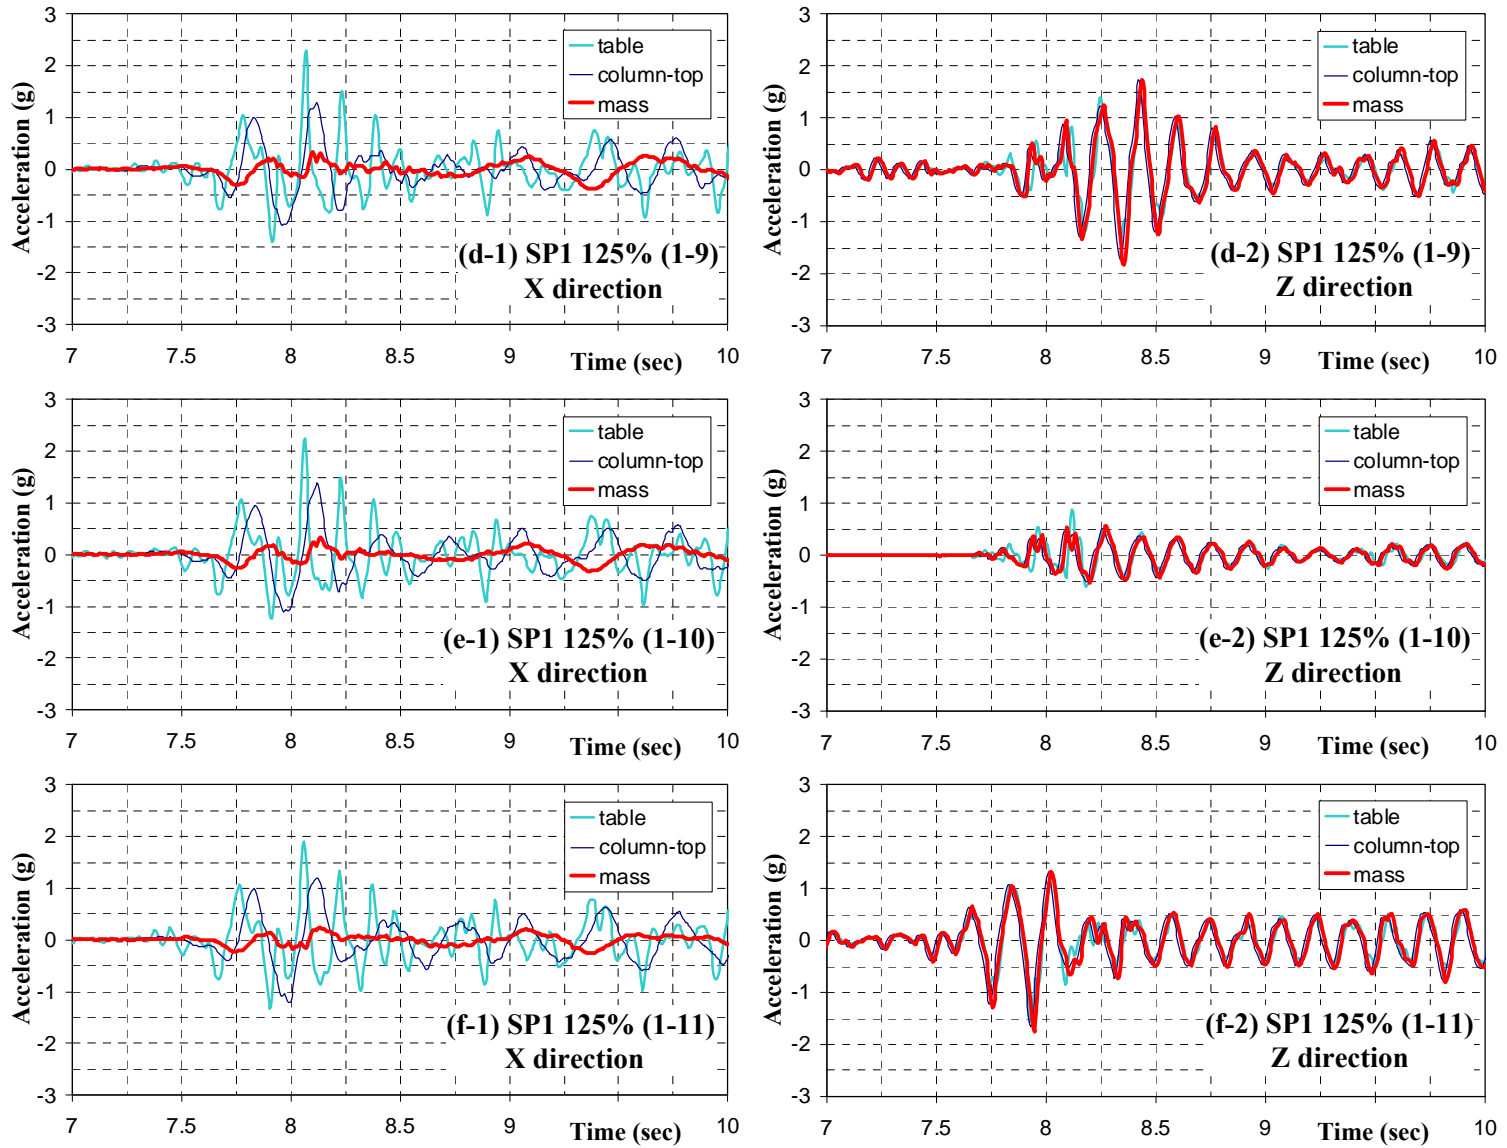 3
2
1
0
-1
-2
-3
Acceleration (g)
table
column-top
mass
(d-1) SP1 125% (1-9)
X direction
7
7.5
8
8.5
9
10
Time (sec)
3
2
1
0
-1
-2
-3
Acceleration (g)
table
column-top
mass
(d-2) SP1 125% (1-9)
Z direction
7
7.5
8
8.5
9
10
Time (sec)
3
2
1
0
-1
-2
-3
Acceleration (g)
table
column-top
mass
(e-1) SP1 125% (1-10)
X direction
7
7.5
8
8.5
9
10
Time (sec)
3
2
1
0
-1
-2
-3
Acceleration (g)
table
column-top
mass
(e-2) SP1 125% (1-10)
Z direction
7
7.5
8
8.5
9
10
Time (sec)
3
2
1
0
-1
-2
-3
Acceleration (g)
table
column-top
mass
(f-1) SP1 125% (1-11)
X direction
7
7.5
8
8.5
9
10
Time (sec)
3
2
1
0
-1
-2
-3
Acceleration (g)
table
column-top
mass
(f-2) SP1 125% (1-11)
Z direction
7
7.5
8
8.5
9
10
Time (sec)